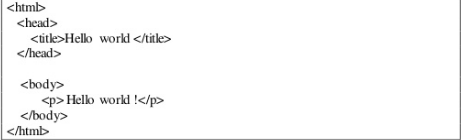 <html>
<head>
<title>Hello world </title>
</head>
<body>
<p> Hello world !</p>
</body>
</html>